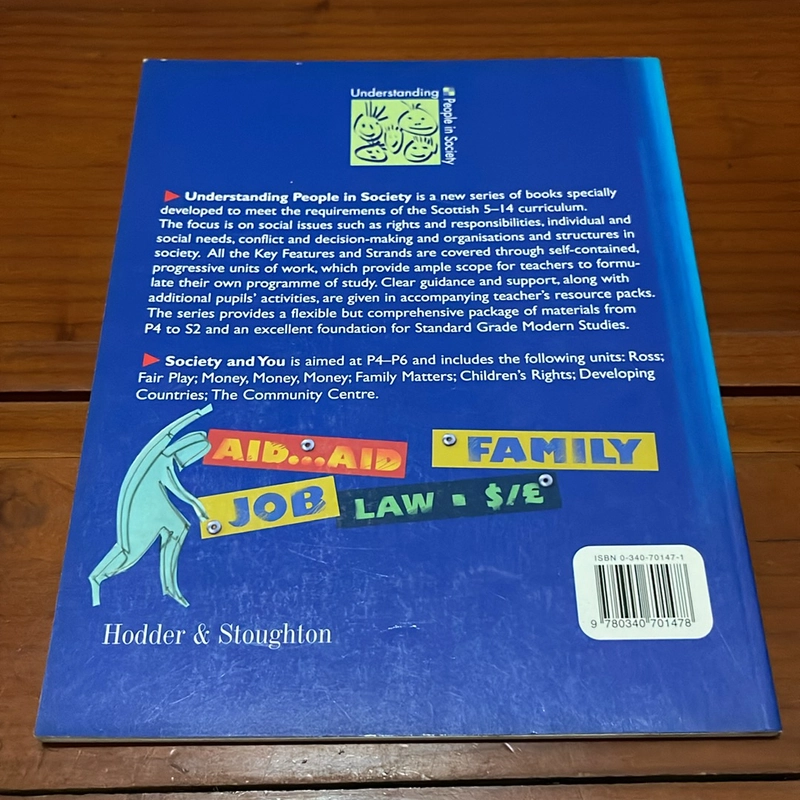 Understanding
People in Society
Understanding People in Society is a new series of books specially
developed to meet the requirements of the Scottish 5–14 curriculum.
The focus is on social issues such as rights and responsibilities, individual and
social needs, conflict and decision-making and organisations and structures in
society. All the Key Features and Strands are covered through self-contained,
progressive units of work, which provide ample scope for teachers to formu-
late their own programme of study. Clear guidance and support, along with
additional pupils' activities, are given in accompanying teacher's resource packs.
The series provides a flexible but comprehensive package of materials from
P4 to S2 and an excellent foundation for Standard Grade Modern Studies.
Society and You is aimed at P4–P6 and includes the following units: Ross;
Fair Play; Money, Money, Money; Family Matters; Children's Rights; Developing
Countries; The Community Centre.
AID...AID
FAMILY
JOB
LAW ▪ $/£
ISBN 0-340-70147-1
9 780340 701478
Hodder & Stoughton